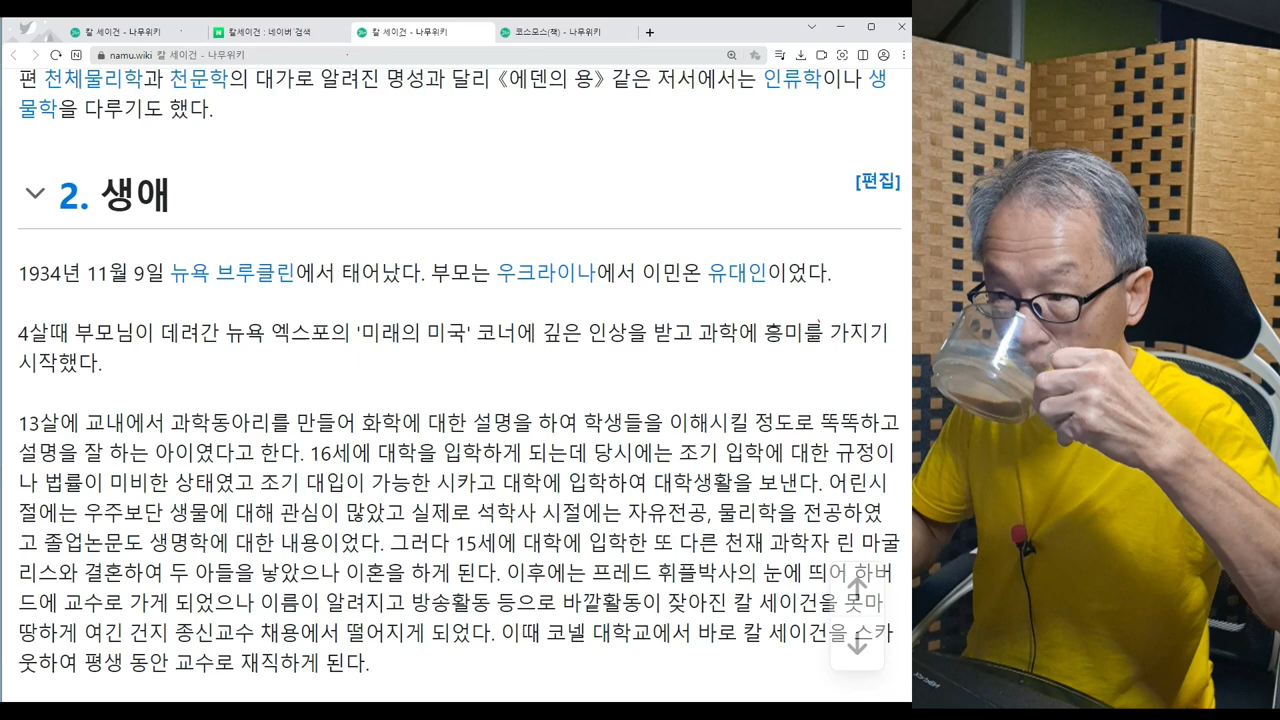 칼 세이건 - 나무위키
칼세이건 : 네이버 검색
칼 세이건 - 나무위키
코스모스(책) - 나무위키
namu.wiki 칼 세이건 - 나무위키
편 천체물리학과 천문학의 대가로 알려진 명성과 달리 《에덴의 용》 같은 저서에서는 인류학이나 생
물학을 다루기도 했다.
2. 생애
[편집]
1934년 11월 9일 뉴욕 브루클린에서 태어났다. 부모는 우크라이나에서 이민온 유대인이었다.
4살때 부모님이 데려간 뉴욕 엑스포의 '미래의 미국' 코너에 깊은 인상을 받고 과학에 흥미를 가지기
시작했다.
13살에 교내에서 과학동아리를 만들어 화학에 대한 설명을 하여 학생들을 이해시킬 정도로 똑똑하고
설명을 잘 하는 아이였다고 한다. 16세에 대학을 입학하게 되는데 당시에는 조기 입학에 대한 규정이
나 법률이 미비한 상태였고 조기 대입이 가능한 시카고 대학에 입학하여 대학생활을 보낸다. 어린시
절에는 우주보단 생물에 대해 관심이 많았고 실제로 석학사 시절에는 자유전공, 물리학을 전공하였
고 졸업논문도 생명학에 대한 내용이었다. 그러다 15세에 대학에 입학한 또 다른 천재 과학자 린 마굴
리스와 결혼하여 두 아들을 낳았으나 이혼을 하게 된다. 이후에는 프레드 휘플박사의 눈에 띄어 하버
드에 교수로 가게 되었으나 이름이 알려지고 방송활동 등으로 바깥활동이 잦아진 칼 세이건을 못마
땅하게 여긴 건지 종신교수 채용에서 떨어지게 되었다. 이때 코넬 대학교에서 바로 칼 세이건을 스카
웃하여 평생 동안 교수로 재직하게 된다.